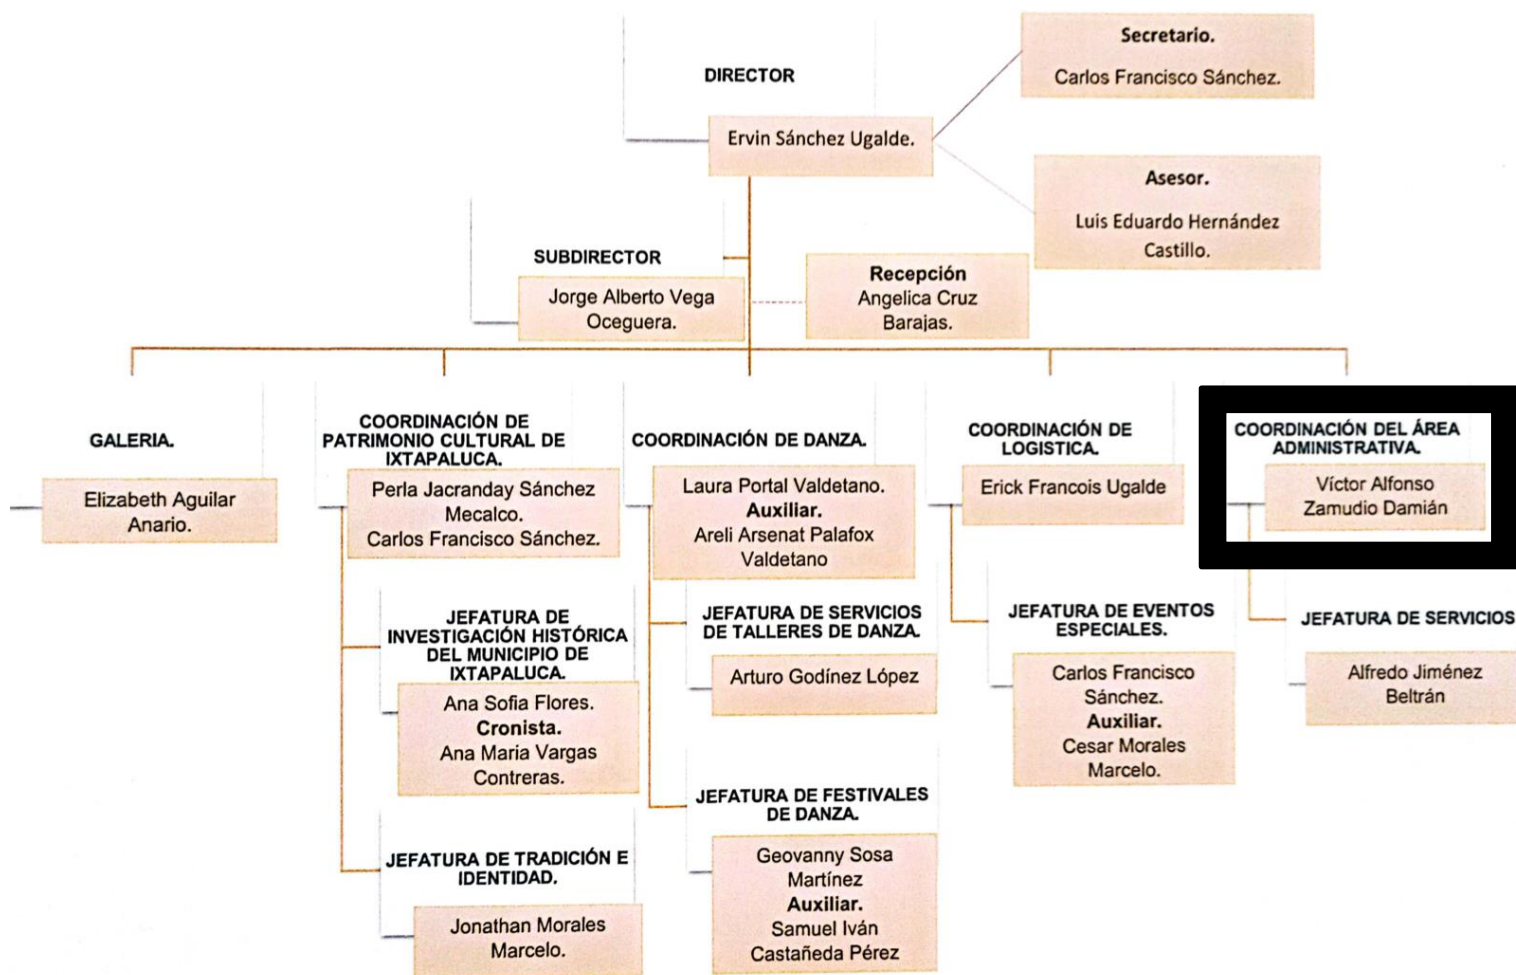 DIRECTOR
Ervin Sánchez Ugalde.
Secretario.
Carlos Francisco Sánchez.
Asesor.
Luis Eduardo Hernández
Castillo.
SUBDIRECTOR
Jorge Alberto Vega
Oceguera.
Recepción
Angelica Cruz
Barajas.
GALERIA.
Elizabeth Aguilar
Anario.
COORDINACIÓN DE
PATRIMONIO CULTURAL DE
IXTAPALUCA.
Perla Jacranday Sánchez
Mecalco.
Carlos Francisco Sánchez.
JEFATURA DE
INVESTIGACIÓN HISTÓRICA
DEL MUNICIPIO DE
IXTAPALUCA.
Ana Sofia Flores.
Cronista.
Ana Maria Vargas
Contreras.
JEFATURA DE TRADICIÓN E
IDENTIDAD.
Jonathan Morales
Marcelo.
COORDINACIÓN DE DANZA.
Laura Portal Valdetano.
Auxiliar.
Areli Arsenat Palafox
Valdetano
JEFATURA DE SERVICIOS
DE TALLERES DE DANZA.
Arturo Godínez López
JEFATURA DE FESTIVALES
DE DANZA.
Geovanny Sosa
Martínez
Auxiliar.
Samuel Iván
Castañeda Pérez
COORDINACIÓN DE
LOGISTICA.
Erick Francois Ugalde
JEFATURA DE EVENTOS
ESPECIALES.
Carlos Francisco
Sánchez.
Auxiliar.
Cesar Morales
Marcelo.
COORDINACIÓN DEL ÁREA
ADMINISTRATIVA.
Víctor Alfonso
Zamudio Damián
JEFATURA DE SERVICIOS
Alfredo Jiménez
Beltrán